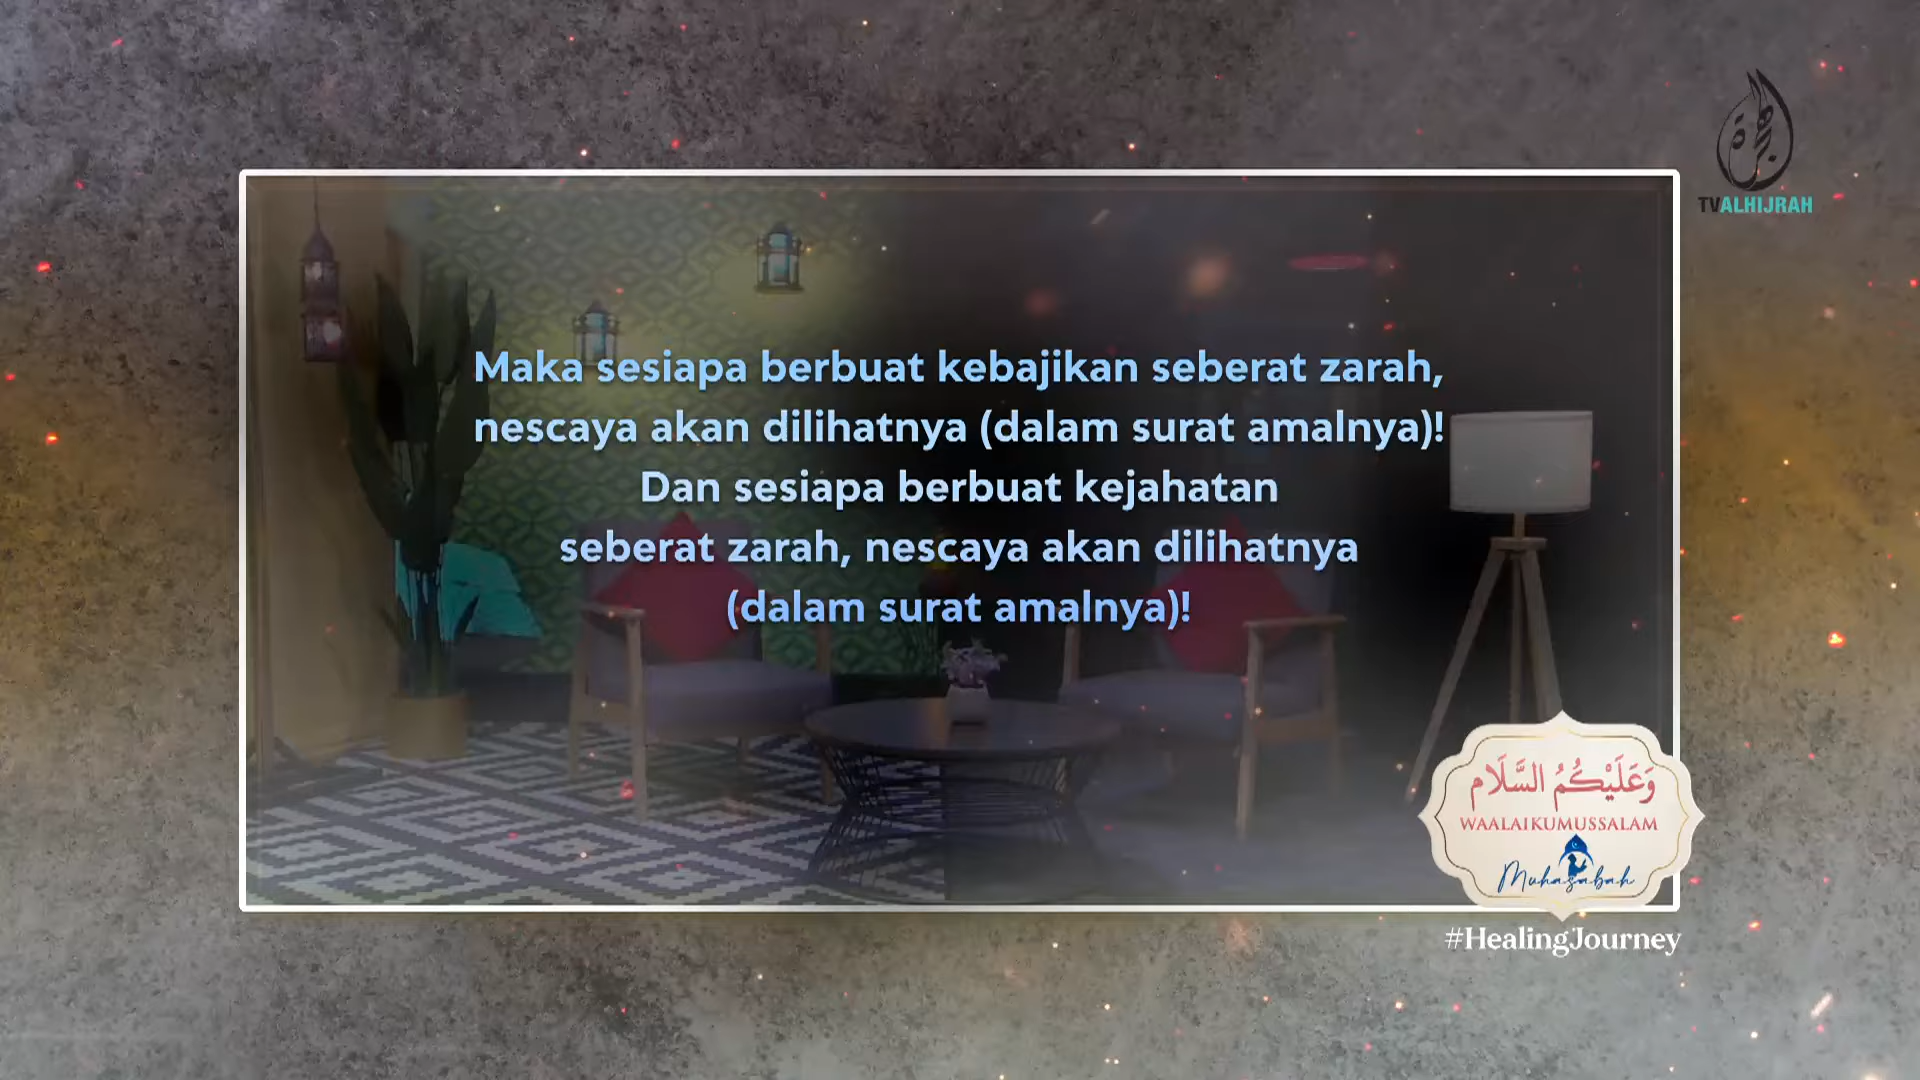 هجرة
TVALHIJRAH
Maka sesiapa berbuat kebajikan seberat zarah,
nescaya akan dilihatnya (dalam surat amalnya)!
Dan sesiapa berbuat kejahatan
seberat zarah, nescaya akan dilihatnya
(dalam surat amalnya)!
وَعَلَيْكُمُ السَّلَام
WAALAIKUMUSSALAM
Muhasabah
#HealingJourney